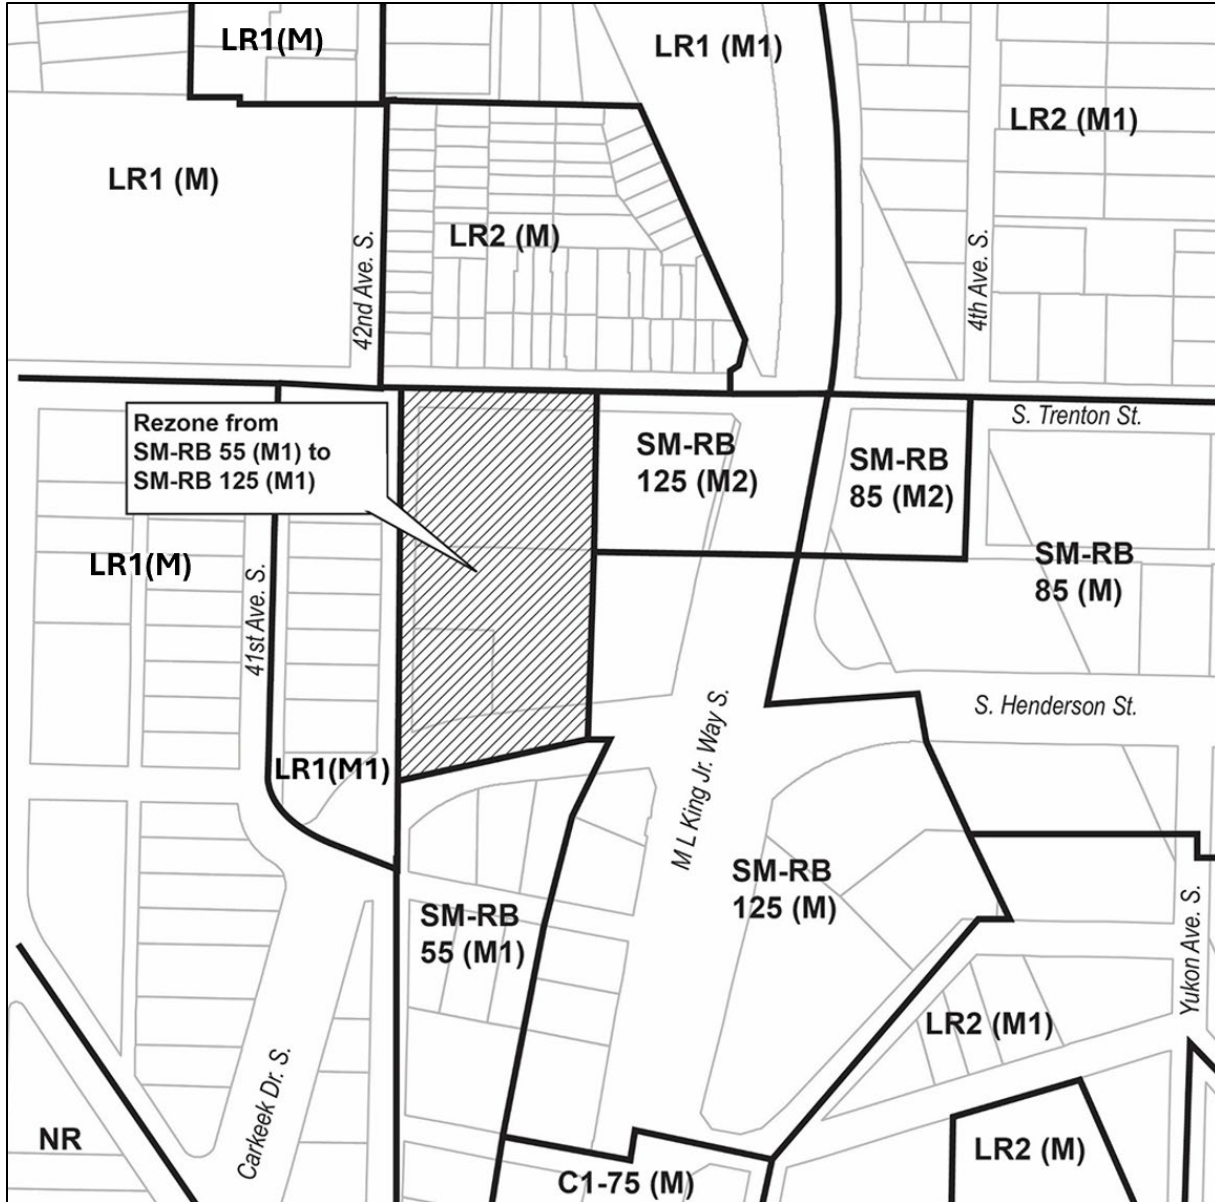 LR1(M)
LR1 (M1)
LR2 (M1)
LR1 (M)
LR2 (M)
42nd Ave. S.
4th Ave. S.
S. Trenton St.
Rezone from
SM-RB 55 (M1) to
SM-RB 125 (M1)
SM-RB
125 (M2)
SM-RB
85 (M2)
LR1(M)
SM-RB
85 (M)
41st Ave. S.
S. Henderson St.
LR1(M1)
M L King Jr. Way S.
SM-RB
125 (M)
SM-RB
55 (M1)
Yukon Ave. S.
LR2 (M1)
Carkeek Dr. S.
NR
LR2 (M)
C1-75 (M)